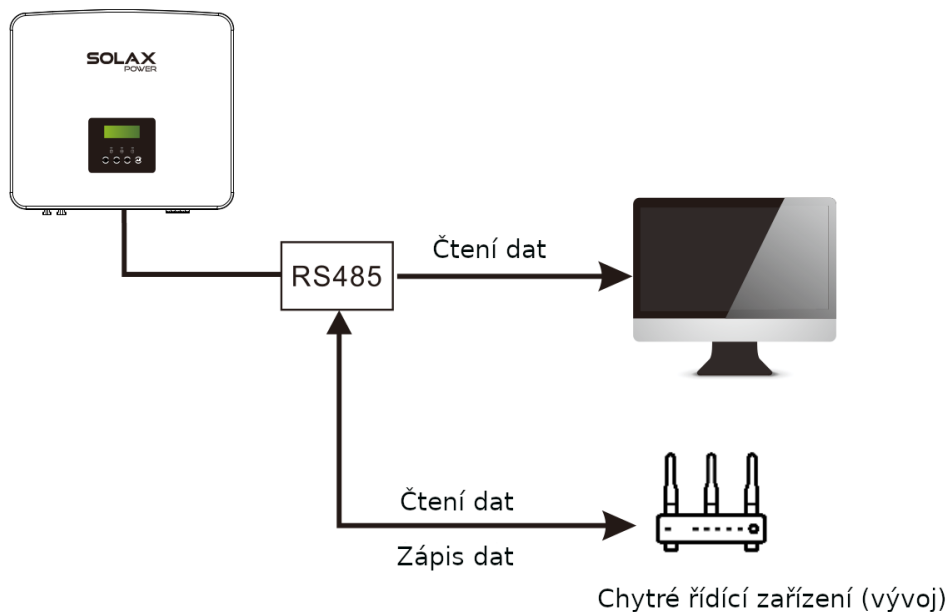 SOLAX
POWER
RS485
Čtení dat
Čtení dat
Zápis dat
Chytré řídící zařízení (vývoj)